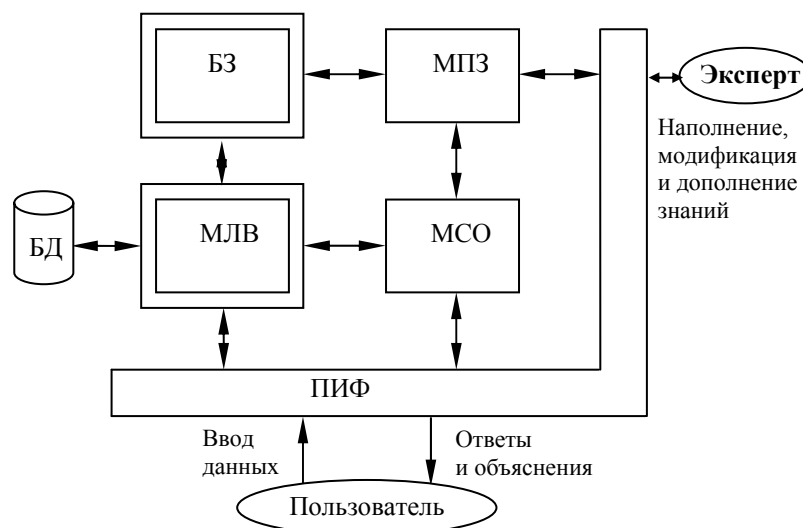 БЗ
МПЗ
Эксперт
Наполнение,
модификация
и дополнение
знаний
БД
МЛВ
МСО
ПИФ
Ввод
данных
Ответы
и объяснения
Пользователь